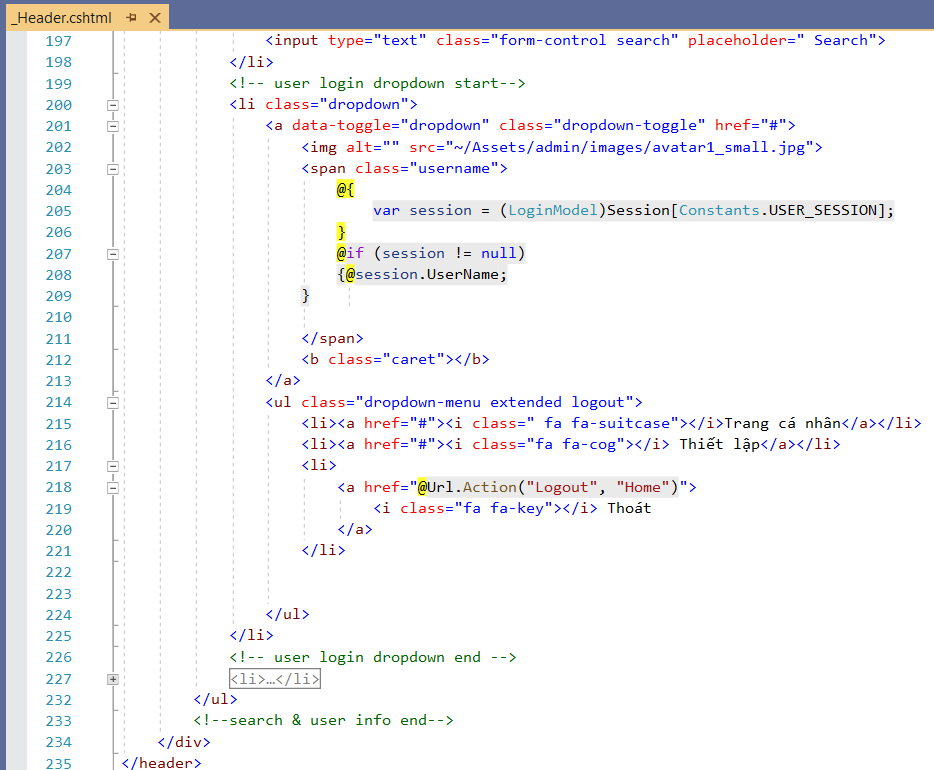 _Header.cshtml
197 <input type="text" class="form-control search" placeholder=" Search">
198 </li>
199 <!-- user login dropdown start-->
200 <li class="dropdown">
201 <a data-toggle="dropdown" class="dropdown-toggle" href="#">
202 <img alt="" src="~/Assets/admin/images/avatar1_small.jpg">
203 <span class="username">
204 @{
205 var session = (LoginModel)Session[Constants.USER_SESSION];
206 }
207 @if (session != null)
208 {@session.UserName;
209 }
210
211 </span>
212 <b class="caret"></b>
213 </a>
214 <ul class="dropdown-menu extended logout">
215 <li><a href="#"><i class=" fa fa-suitcase"></i>Trang cá nhân</a></li>
216 <li><a href="#"><i class="fa fa-cog"></i> Thiết lập</a></li>
217 <li>
218 <a href="@Url.Action("Logout", "Home")">
219 <i class="fa fa-key"></i> Thoát
220 </a>
221 </li>
222
223
224 </ul>
225 </li>
226 <!-- user login dropdown end -->
227 <li>…</li>
232 </ul>
233 <!--search & user info end-->
234 </div>
235 </header>